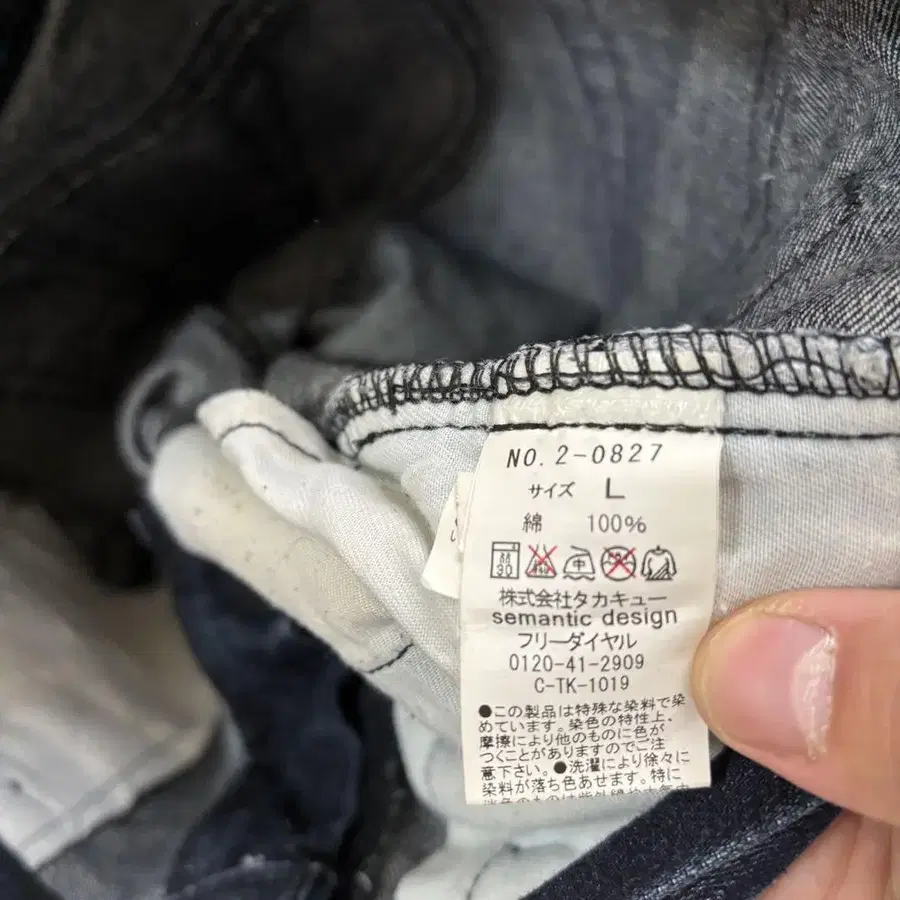 NO. 2-0827
サイズ L
綿 100%
30 中
株式会社タカキュー
semantic design
フリーダイヤル
0120-41-2909
C-TK-1019
●この製品は特殊な染料で染
めています。染色の特性上、
摩擦により他のものに色が
つくことがありますのでご注
意下さい。●洗濯により徐々に
染料が落ち色あせます。特に